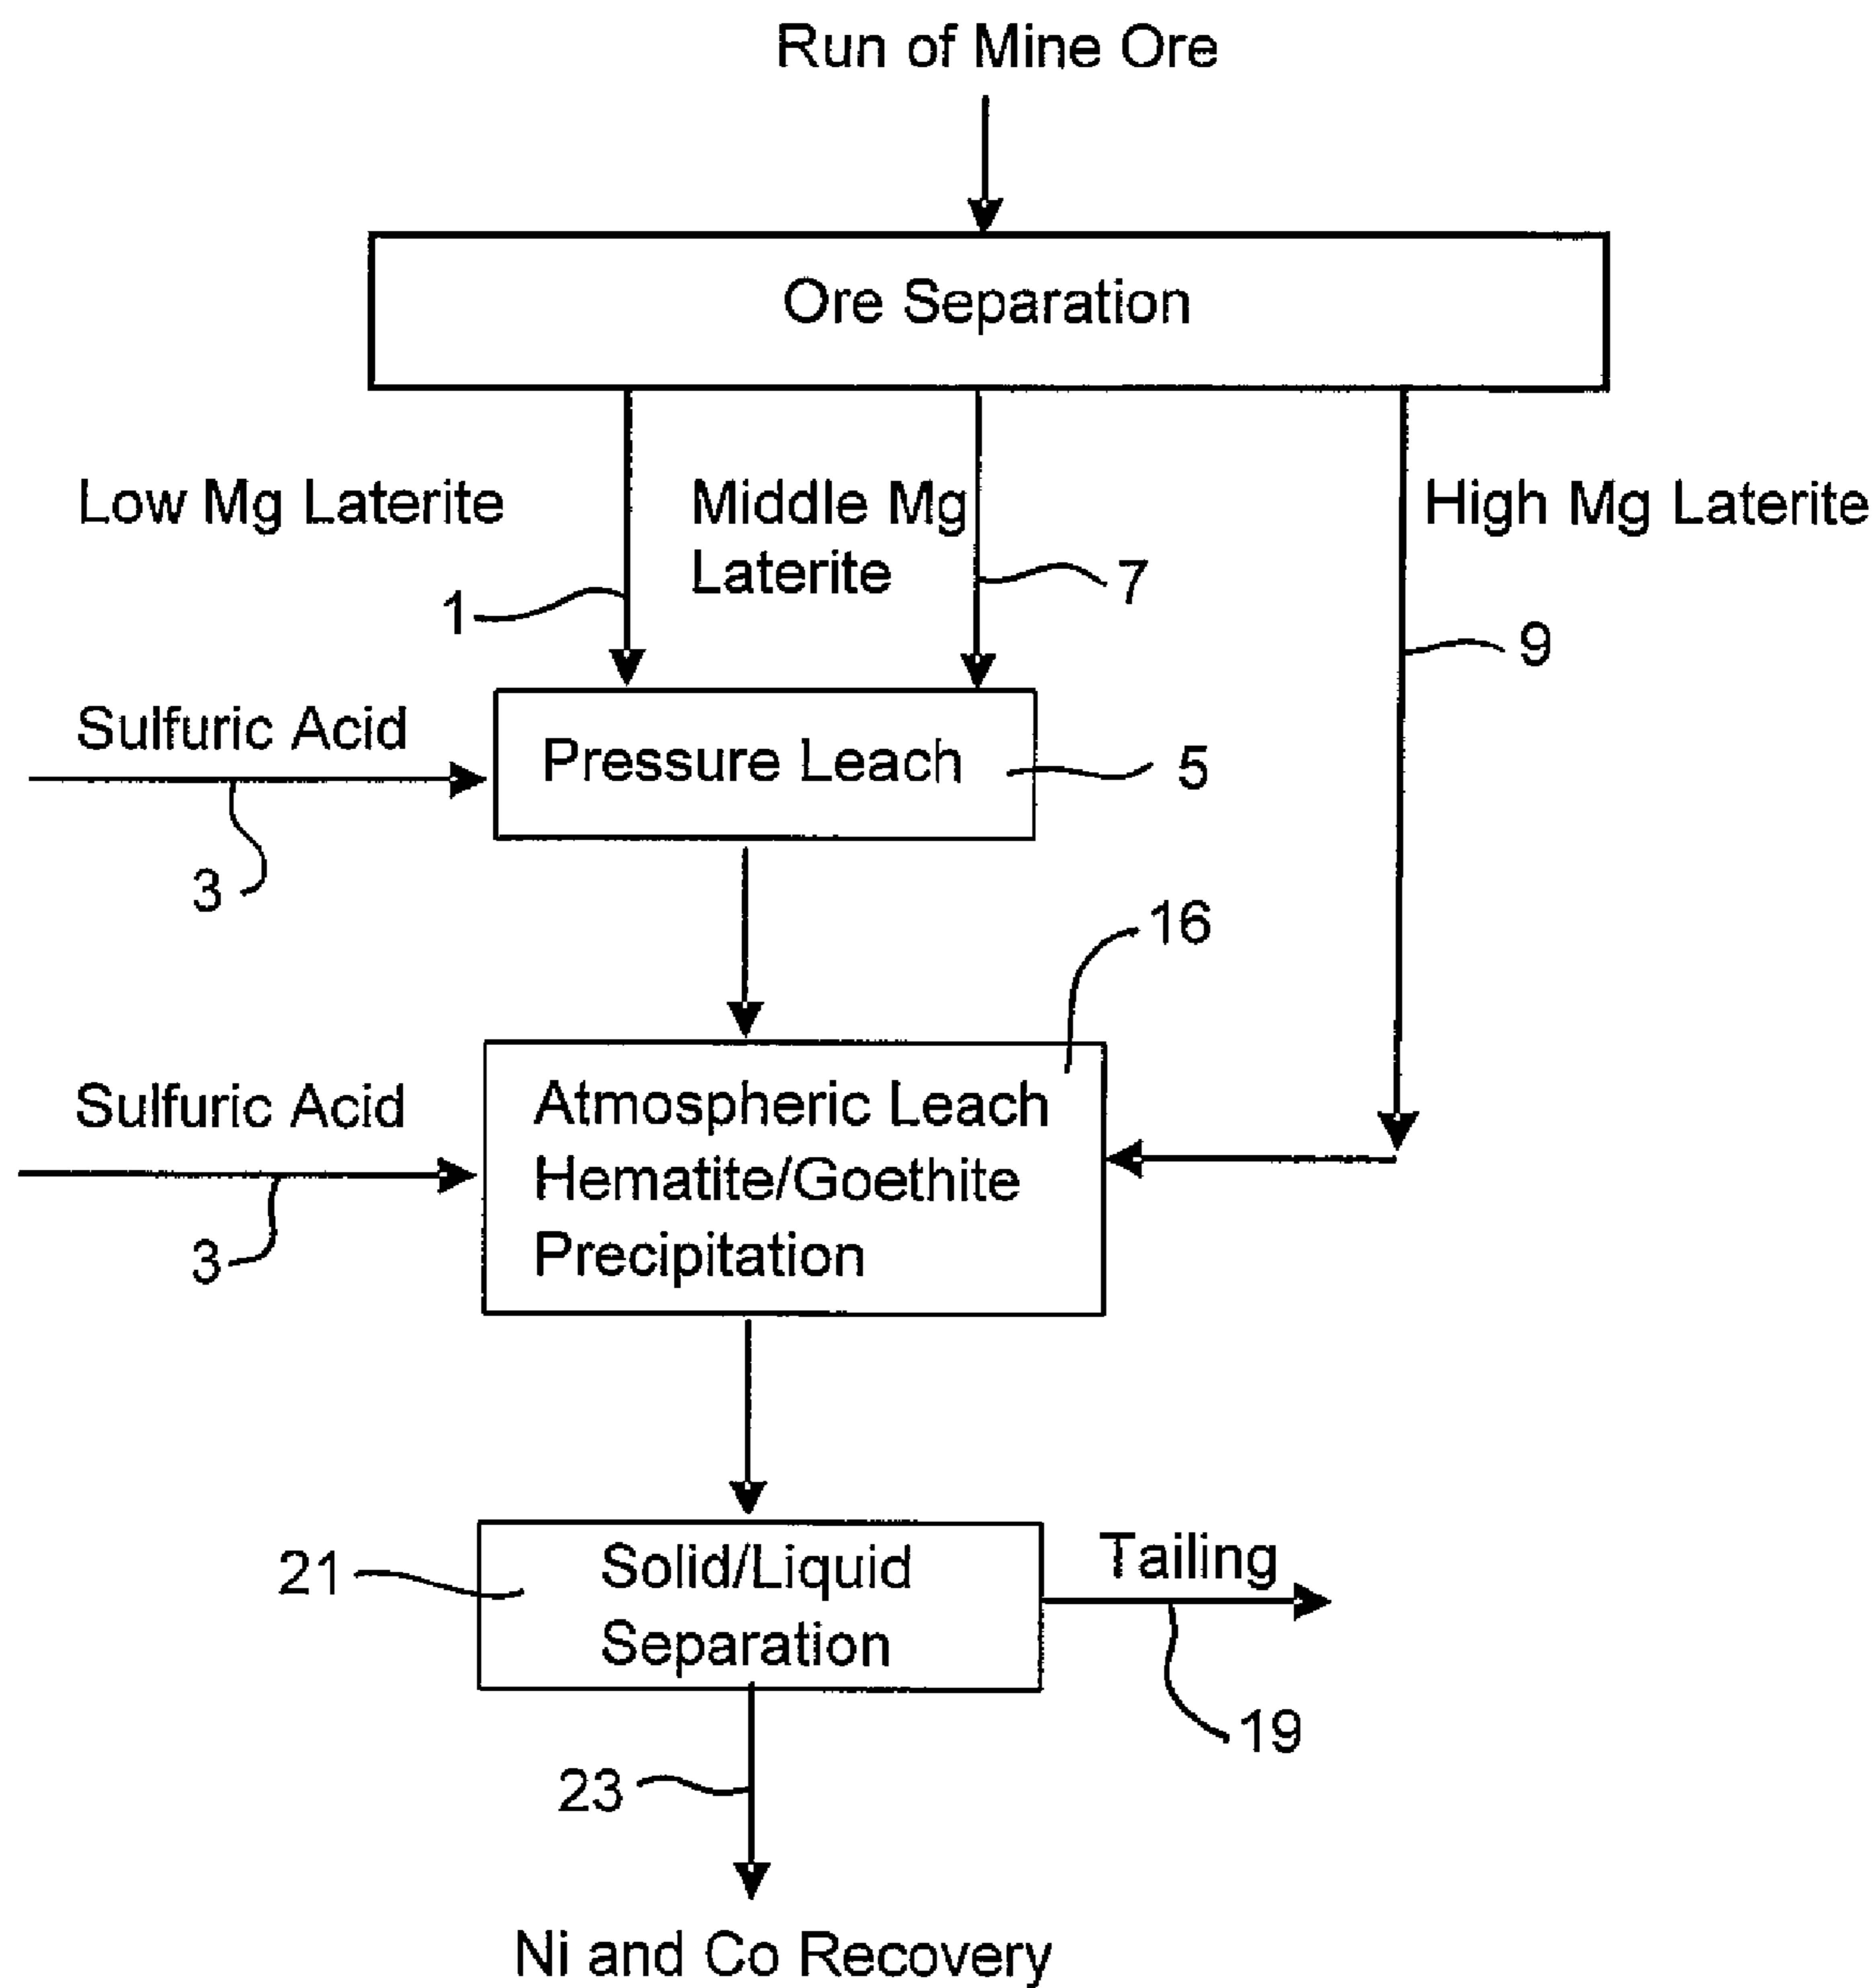 Run of Mine Ore
Ore Separation
Low Mg Laterite
Middle Mg
Laterite
High Mg Laterite
1
7
9
Sulfuric Acid
Pressure Leach
5
3
16
Sulfuric Acid
Atmospheric Leach
Hematite/Goethite
Precipitation
3
21
Solid/Liquid
Separation
Tailing
19
23
Ni and Co Recovery